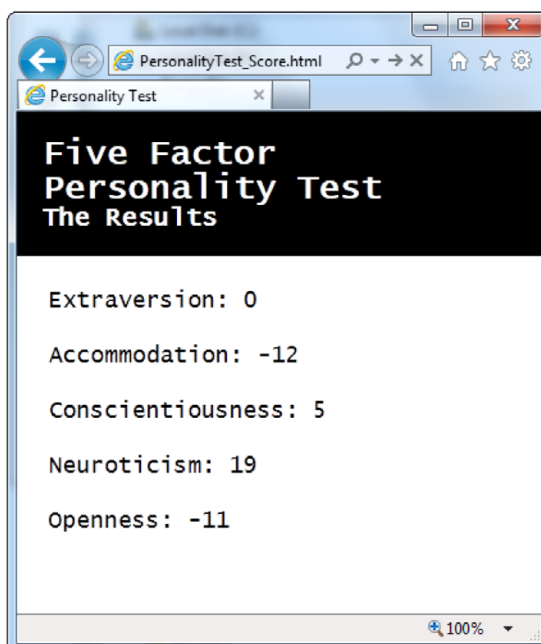 PersonalityTest_Score.html
Personality Test
Five Factor
Personality Test
The Results
Extraversion: 0
Accommodation: -12
Conscientiousness: 5
Neuroticism: 19
Openness: -11
100%